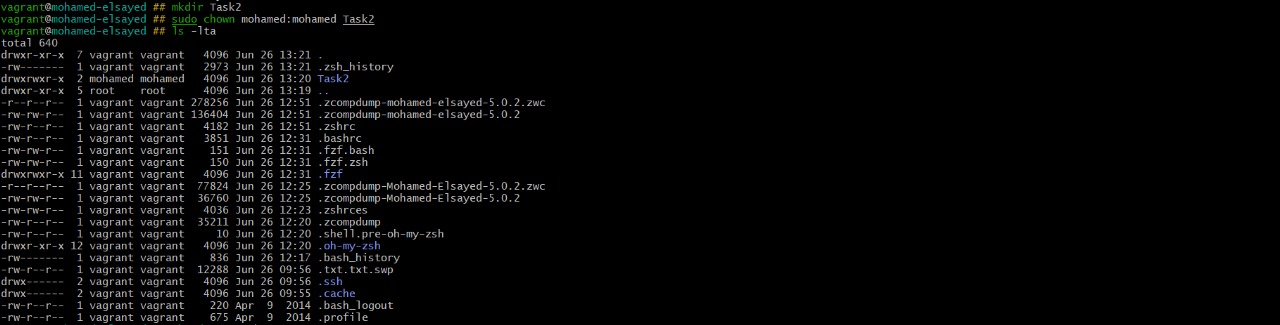 vagrant@mohamed-elsayed ## mkdir Task2
vagrant@mohamed-elsayed ## sudo chown mohamed:mohamed Task2
vagrant@mohamed-elsayed ## ls -lta
total 640
drwxr-xr-x  7 vagrant vagrant   4096 Jun 26 13:21 .
-rw-------  1 vagrant vagrant   2973 Jun 26 13:21 .zsh_history
drwxrwxr-x  2 mohamed mohamed   4096 Jun 26 13:20 Task2
drwxr-xr-x  5 root    root      4096 Jun 26 13:19 ..
-r--r--r--  1 vagrant vagrant 278256 Jun 26 12:51 .zcompdump-mohamed-elsayed-5.0.2.zwc
-rw-rw-r--  1 vagrant vagrant 136404 Jun 26 12:51 .zcompdump-mohamed-elsayed-5.0.2
-rw-r--r--  1 vagrant vagrant   4182 Jun 26 12:51 .zshrc
-rw-r--r--  1 vagrant vagrant   3851 Jun 26 12:31 .bashrc
-rw-rw-r--  1 vagrant vagrant    151 Jun 26 12:31 .fzf.bash
-rw-rw-r--  1 vagrant vagrant    150 Jun 26 12:31 .fzf.zsh
drwxrwxr-x 11 vagrant vagrant   4096 Jun 26 12:31 .fzf
-r--r--r--  1 vagrant vagrant  77824 Jun 26 12:25 .zcompdump-Mohamed-Elsayed-5.0.2.zwc
-rw-rw-r--  1 vagrant vagrant  36760 Jun 26 12:25 .zcompdump-Mohamed-Elsayed-5.0.2
-rw-r--r--  1 vagrant vagrant   4036 Jun 26 12:23 .zshrces
-rw-rw-r--  1 vagrant vagrant  35211 Jun 26 12:20 .zcompdump
-rw-rw-r--  1 vagrant vagrant     10 Jun 26 12:20 .shell.pre-oh-my-zsh
drwxr-xr-x 12 vagrant vagrant   4096 Jun 26 12:20 .oh-my-zsh
-rw-------  1 vagrant vagrant    836 Jun 26 12:17 .bash_history
-rw-r--r--  1 vagrant vagrant  12288 Jun 26 09:56 .txt.txt.swp
drwx------  2 vagrant vagrant   4096 Jun 26 09:56 .ssh
drwx------  2 vagrant vagrant   4096 Jun 26 09:55 .cache
-rw-r--r--  1 vagrant vagrant    220 Apr  9  2014 .bash_logout
-rw-r--r--  1 vagrant vagrant    675 Apr  9  2014 .profile